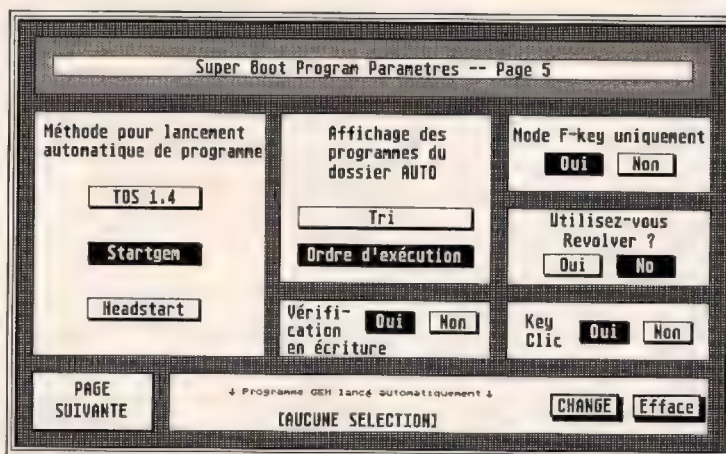 Super Boot Program Parametres -- Page 5
Méthode pour lancement
automatique de programme
TOS 1.4
Startgem
Headstart
Affichage des
programmes du
dossier AUTO
Tri
Ordre d'exécution
Vérifi-
cation
en écriture
Oui Non
Mode F-key uniquement
Oui Non
Utilisez-vous
Revolver ?
Oui No
Key
Clic
Oui Non
PAGE
SUIVANTE
↓ Programme GEM lancé automatiquement ↓
[AUCUNE SELECTION]
CHANGE Efface